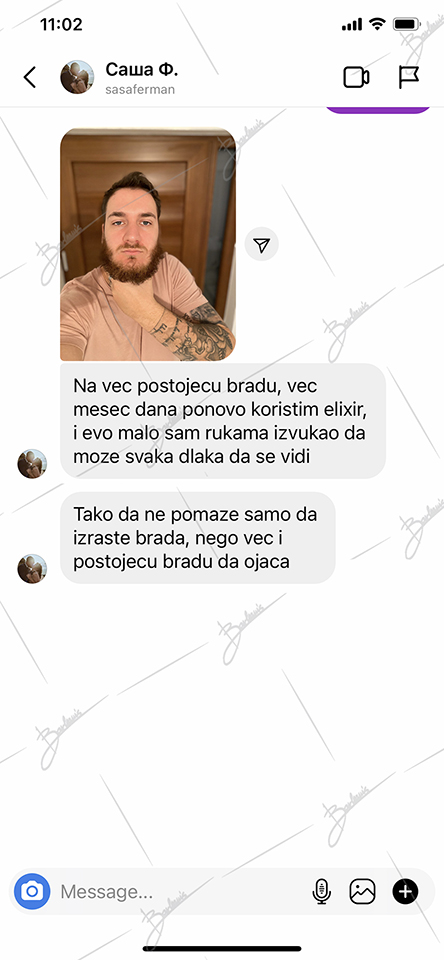 11:02
Саша Ф.
sasaferman
Na vec postojecu bradu, vec
mesec dana ponovo koristim elixir,
i evo malo sam rukama izvukao da
moze svaka dlaka da se vidi
Tako da ne pomaze samo da
izraste brada, nego vec i
postojecu bradu da ojaca
Message...